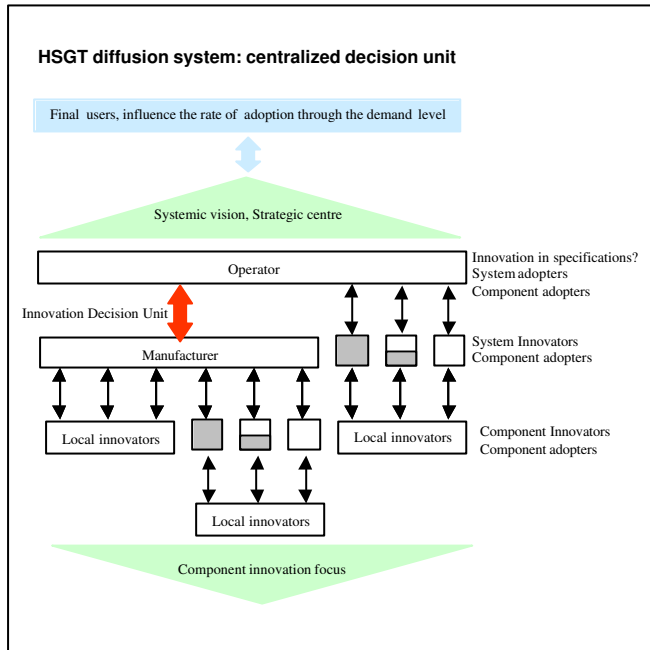 HSGT diffusion system: centralized decision unit
Final users, influence the rate of adoption through the demand level
Systemic vision, Strategic centre
Operator
Innovation in specifications?
System adopters
Component adopters
Innovation Decision Unit
Manufacturer
System Innovators
Component adopters
Local innovators
Local innovators
Component Innovators
Component adopters
Local innovators
Component innovation focus